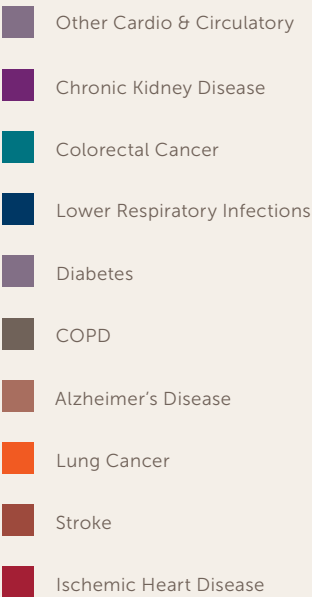 Other Cardio & Circulatory
Chronic Kidney Disease
Colorectal Cancer
Lower Respiratory Infections
Diabetes
COPD
Alzheimer’s Disease
Lung Cancer
Stroke
Ischemic Heart Disease